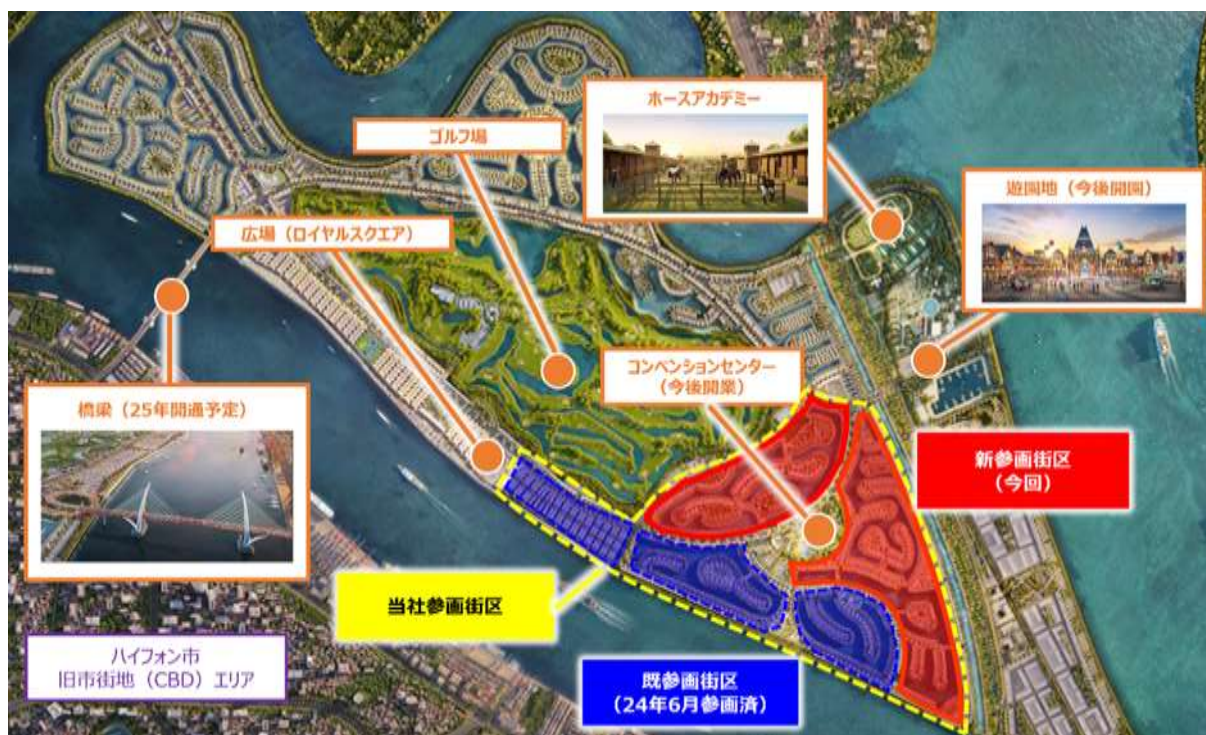 ホースアカデミー
ゴルフ場
遊園地（今後開園）
広場（ロイヤルスクエア）
コンベンションセンター
（今後開業）
橋梁（25年開通予定）
新参画街区
（今回）
当社参画街区
ハイフォン市
旧市街地（CBD）エリア
既参画街区
（24年6月参画済）